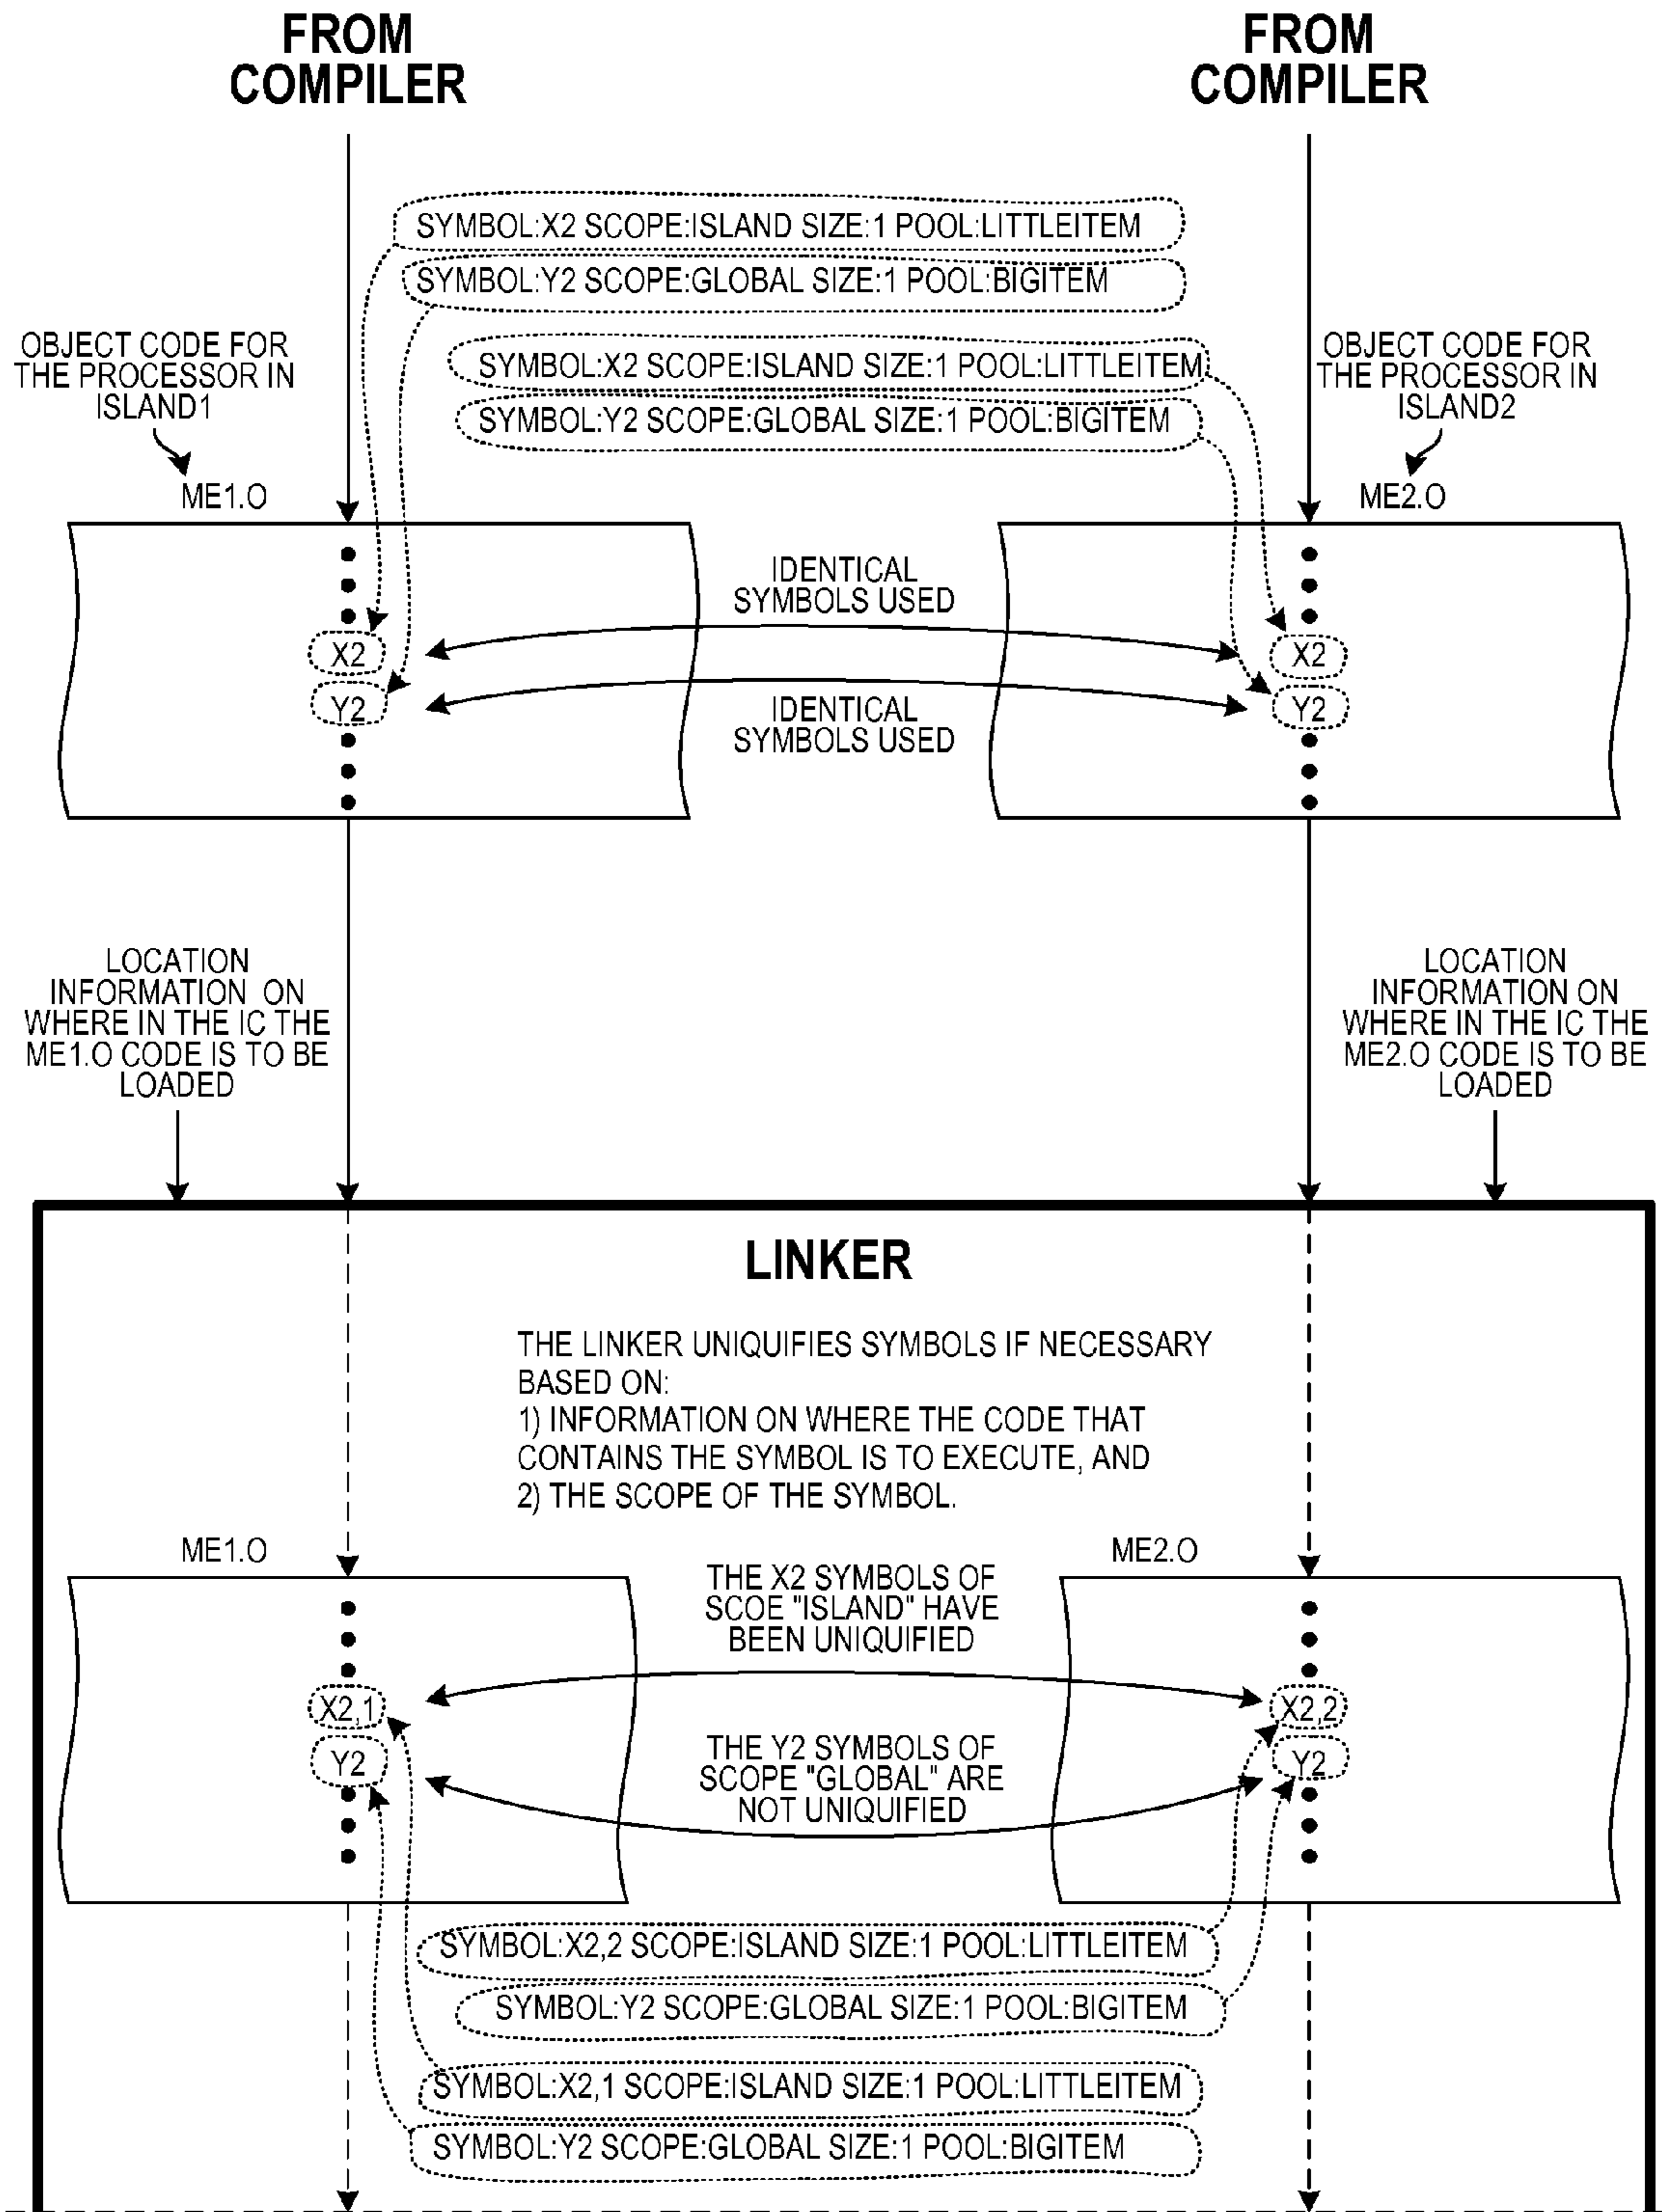 FROM
COMPILER
FROM
COMPILER
SYMBOL:X2 SCOPE:ISLAND SIZE:1 POOL:LITTLEITEM
SYMBOL:Y2 SCOPE:GLOBAL SIZE:1 POOL:BIGITEM
SYMBOL:X2 SCOPE:ISLAND SIZE:1 POOL:LITTLEITEM
SYMBOL:Y2 SCOPE:GLOBAL SIZE:1 POOL:BIGITEM
OBJECT CODE FOR
THE PROCESSOR IN
ISLAND1
OBJECT CODE FOR
THE PROCESSOR IN
ISLAND2
ME1.O
ME2.O
IDENTICAL
SYMBOLS USED
X2
X2
Y2
Y2
IDENTICAL
SYMBOLS USED
LOCATION
INFORMATION ON
WHERE IN THE IC THE
ME1.O CODE IS TO BE
LOADED
LOCATION
INFORMATION ON
WHERE IN THE IC THE
ME2.O CODE IS TO BE
LOADED
LINKER
THE LINKER UNIQUIFIES SYMBOLS IF NECESSARY
BASED ON:
1) INFORMATION ON WHERE THE CODE THAT
CONTAINS THE SYMBOL IS TO EXECUTE, AND
2) THE SCOPE OF THE SYMBOL.
ME1.O
ME2.O
THE X2 SYMBOLS OF
SCOE "ISLAND" HAVE
BEEN UNIQUIFIED
X2,1
X2,2
Y2
Y2
THE Y2 SYMBOLS OF
SCOPE "GLOBAL" ARE
NOT UNIQUIFIED
SYMBOL:X2,2 SCOPE:ISLAND SIZE:1 POOL:LITTLEITEM
SYMBOL:Y2 SCOPE:GLOBAL SIZE:1 POOL:BIGITEM
SYMBOL:X2,1 SCOPE:ISLAND SIZE:1 POOL:LITTLEITEM
SYMBOL:Y2 SCOPE:GLOBAL SIZE:1 POOL:BIGITEM